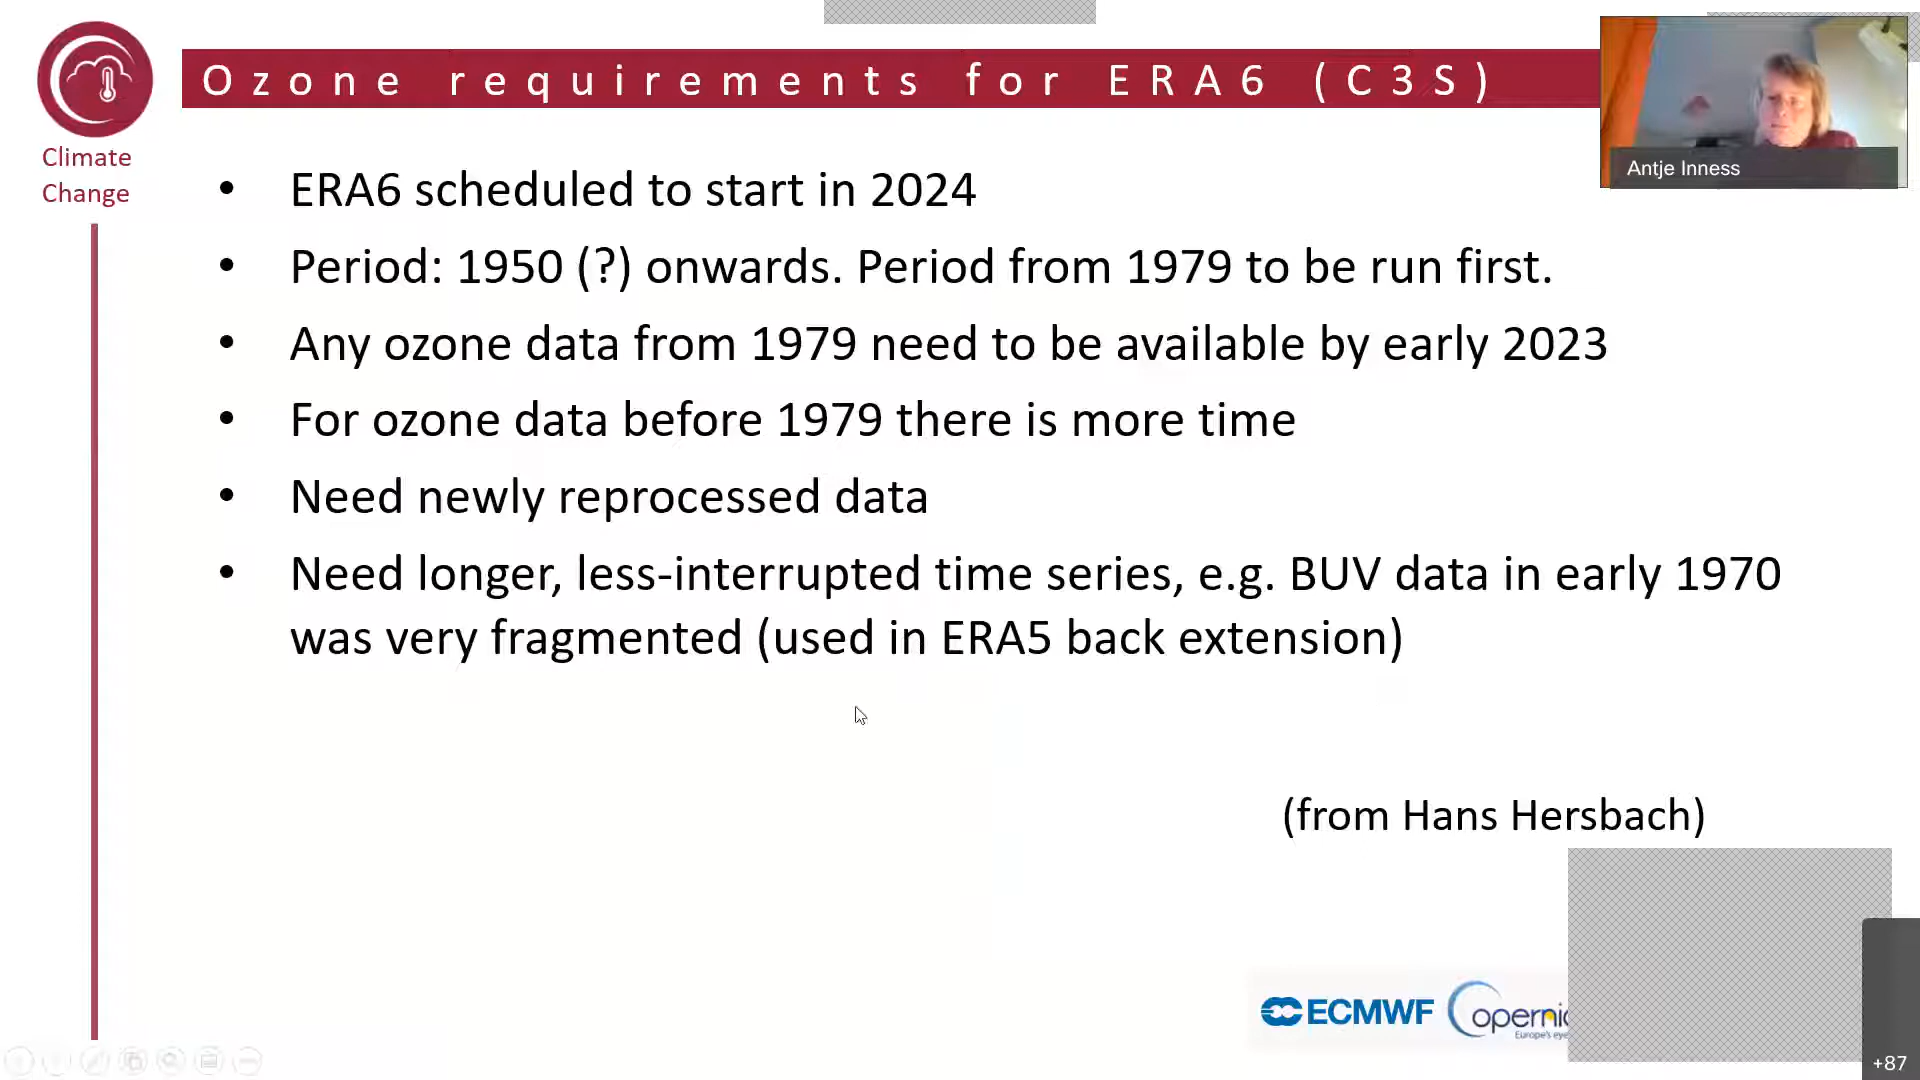 Ozone requirements for ERA6 (C3S)
Antje Inness
Climate
Change
• ERA6 scheduled to start in 2024
• Period: 1950 (?) onwards. Period from 1979 to be run first.
• Any ozone data from 1979 need to be available by early 2023
• For ozone data before 1979 there is more time
• Need newly reprocessed data
• Need longer, less-interrupted time series, e.g. BUV data in early 1970
was very fragmented (used in ERA5 back extension)
(from Hans Hersbach)
ECMWF
Copernic
Europe's eye
+87